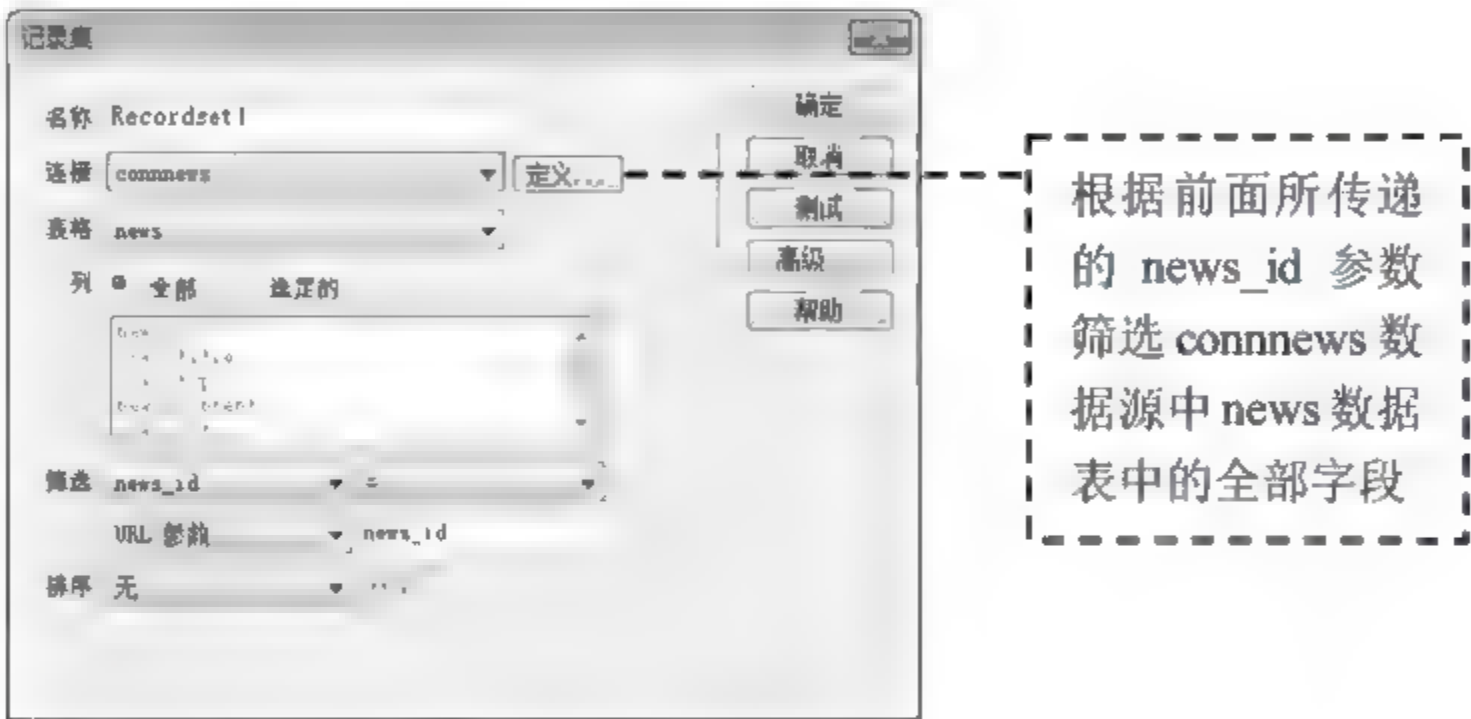 记录集
名称 Recordset1
确定
连接 connnews 定义...
取消
表格 news
测试
列 全部 选定的
高级
帮助
筛选 news_id =
URL 参数 news_id
排序 无
根据前面所传递
的 news_id 参数
筛选 connnews 数
据源中 news 数据
表中的全部字段